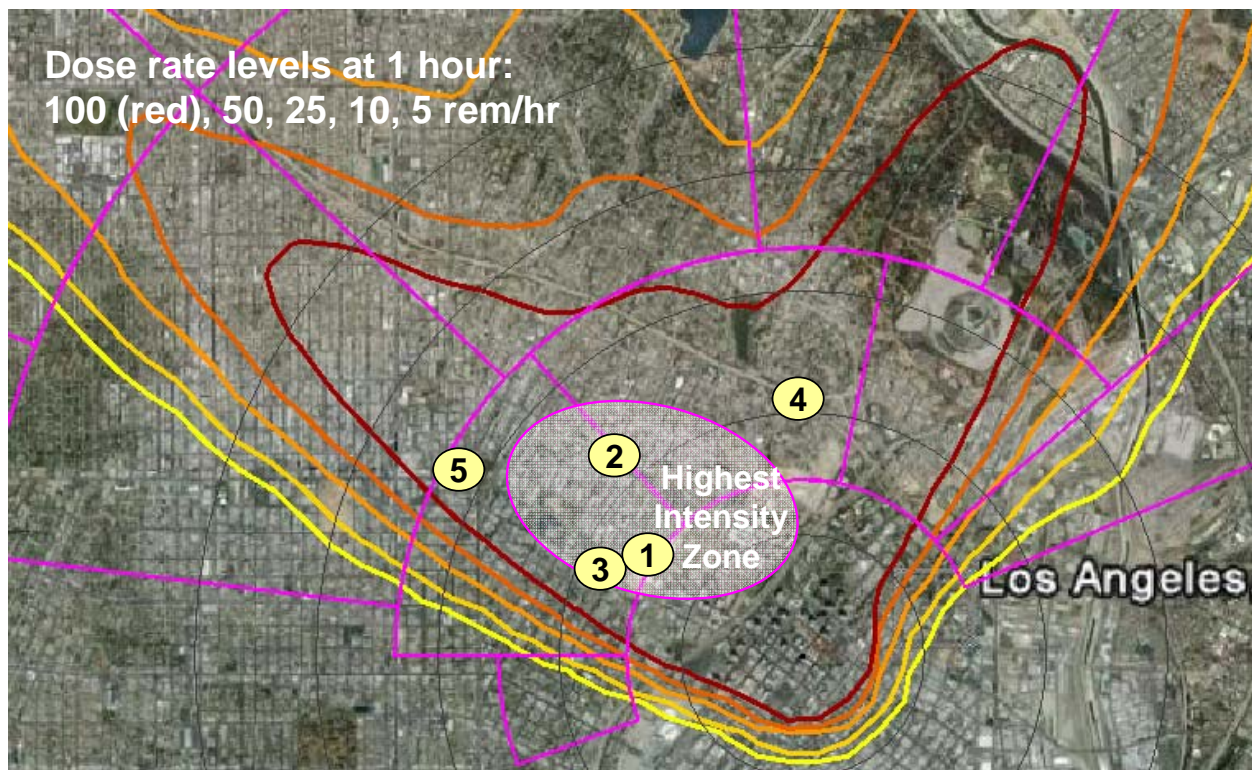 Dose rate levels at 1 hour:
100 (red), 50, 25, 10, 5 rem/hr
4
2
5
Highest
Intensity
Zone
1
3
Los Angeles